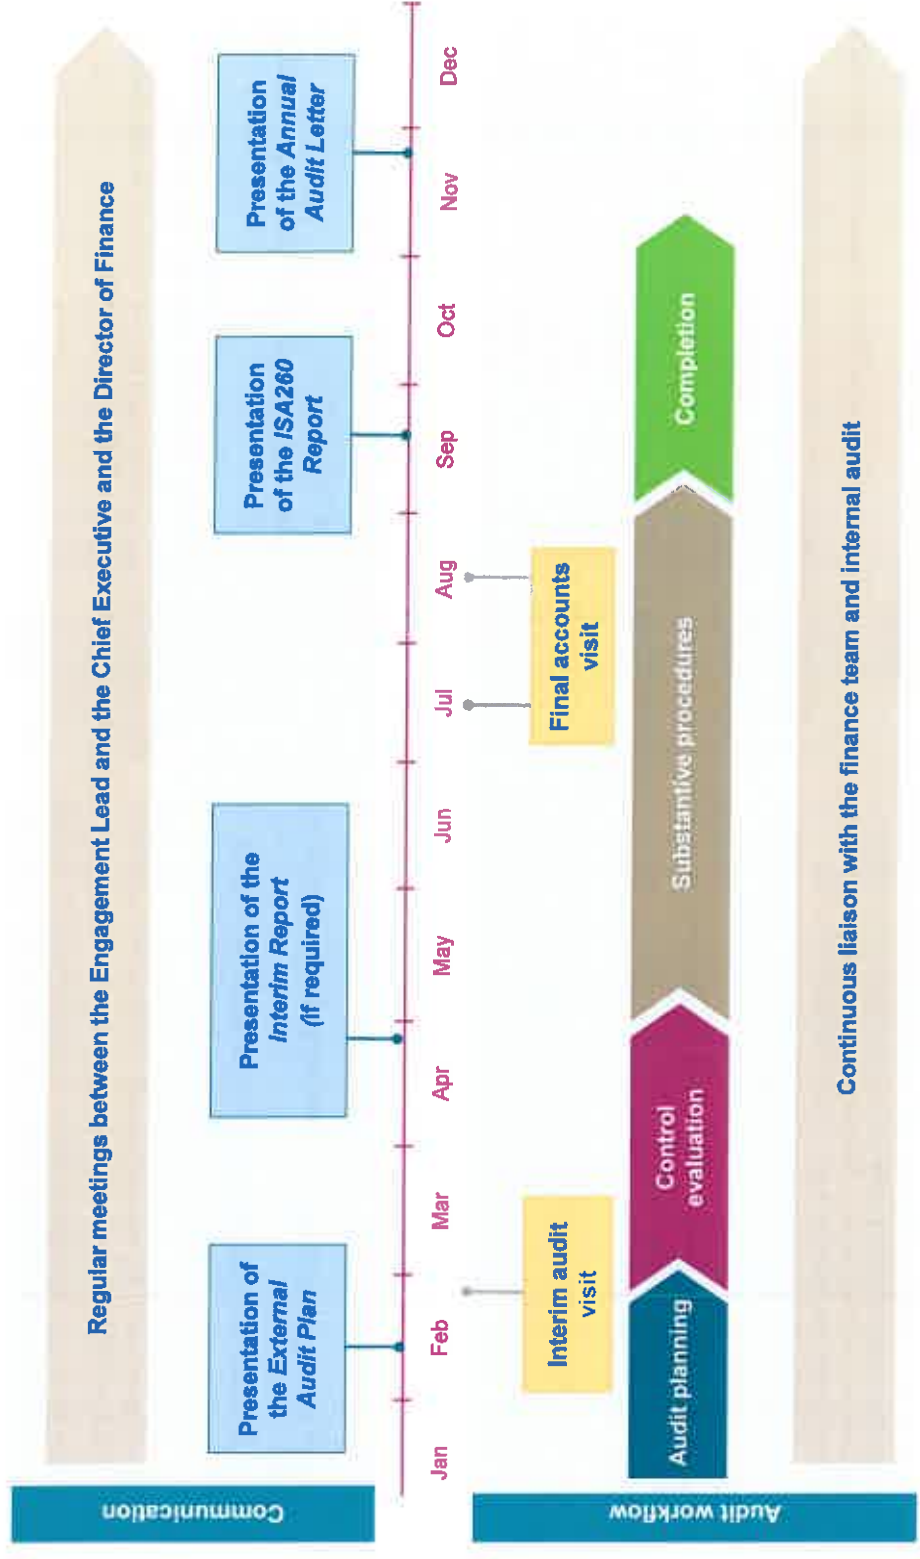 Communication
Regular meetings between the Engagement Lead and the Chief Executive and the Director of Finance
Presentation of
the External
Audit Plan
Presentation of the
Interim Report
(if required)
Presentation
of the ISA260
Report
Presentation
of the Annual
Audit Letter
Jan
Feb
Mar
Apr
May
Jun
Jul
Aug
Sep
Oct
Nov
Dec
Audit workflow
Interim audit
visit
Final accounts
visit
Audit planning
Control
evaluation
Substantive procedures
Completion
Continuous liaison with the finance team and internal audit